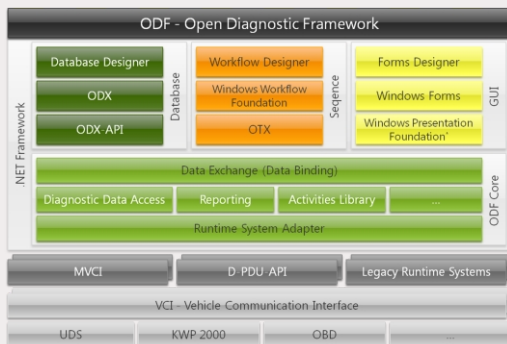 ODF - Open Diagnostic Framework
.NET Framework
Database Designer
ODX
ODX-API
Database
Workflow Designer
Windows Workflow
Foundation
OTX
Seqence
Forms Designer
Windows Forms
Windows Presentation
Foundation*
GUI
Data Exchange (Data Binding)
Diagnostic Data Access
Reporting
Activities Library
...
Runtime System Adapter
ODF Core
MVCI
D-PDU-API
Legacy Runtime Systems
VCI - Vehicle Communication Interface
UDS
KWP 2000
OBD
...